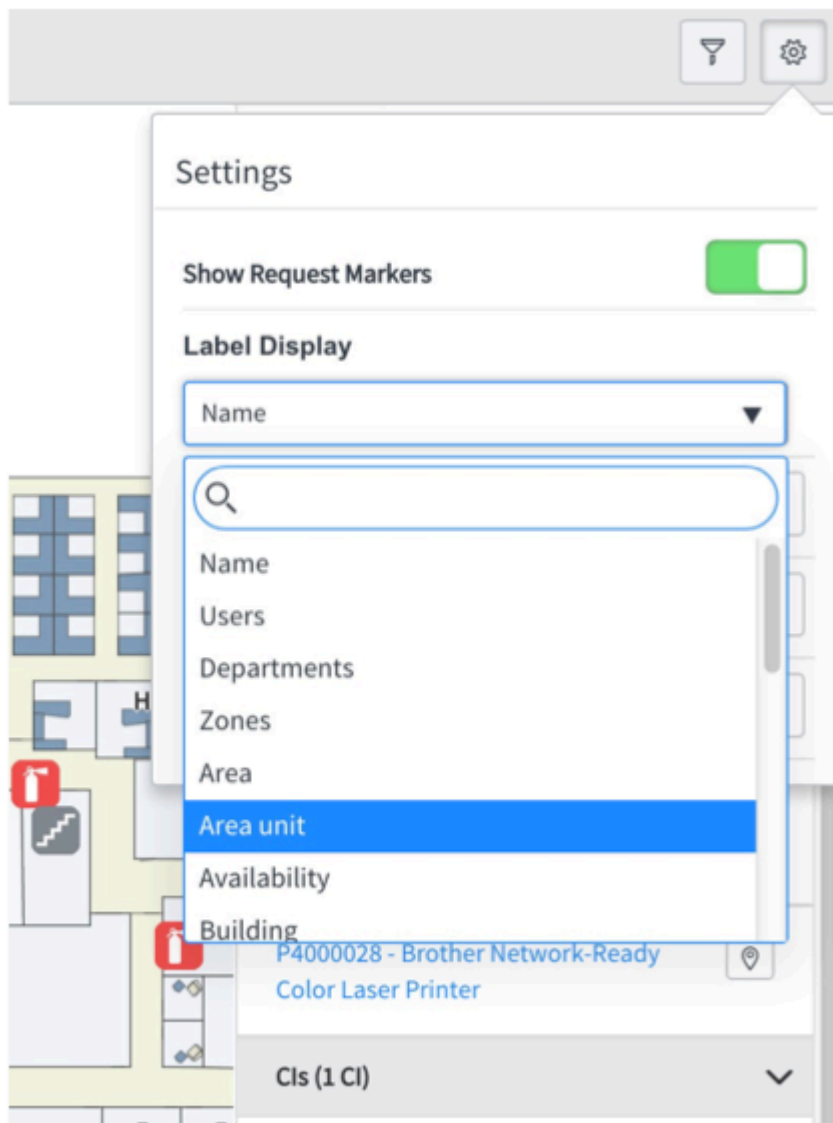 Settings
Show Request Markers
Label Display
Name
Name
Users
Departments
Zones
Area
Area unit
Availability
Building
H
P4000028 - Brother Network-Ready
Color Laser Printer
CIs (1 CI)